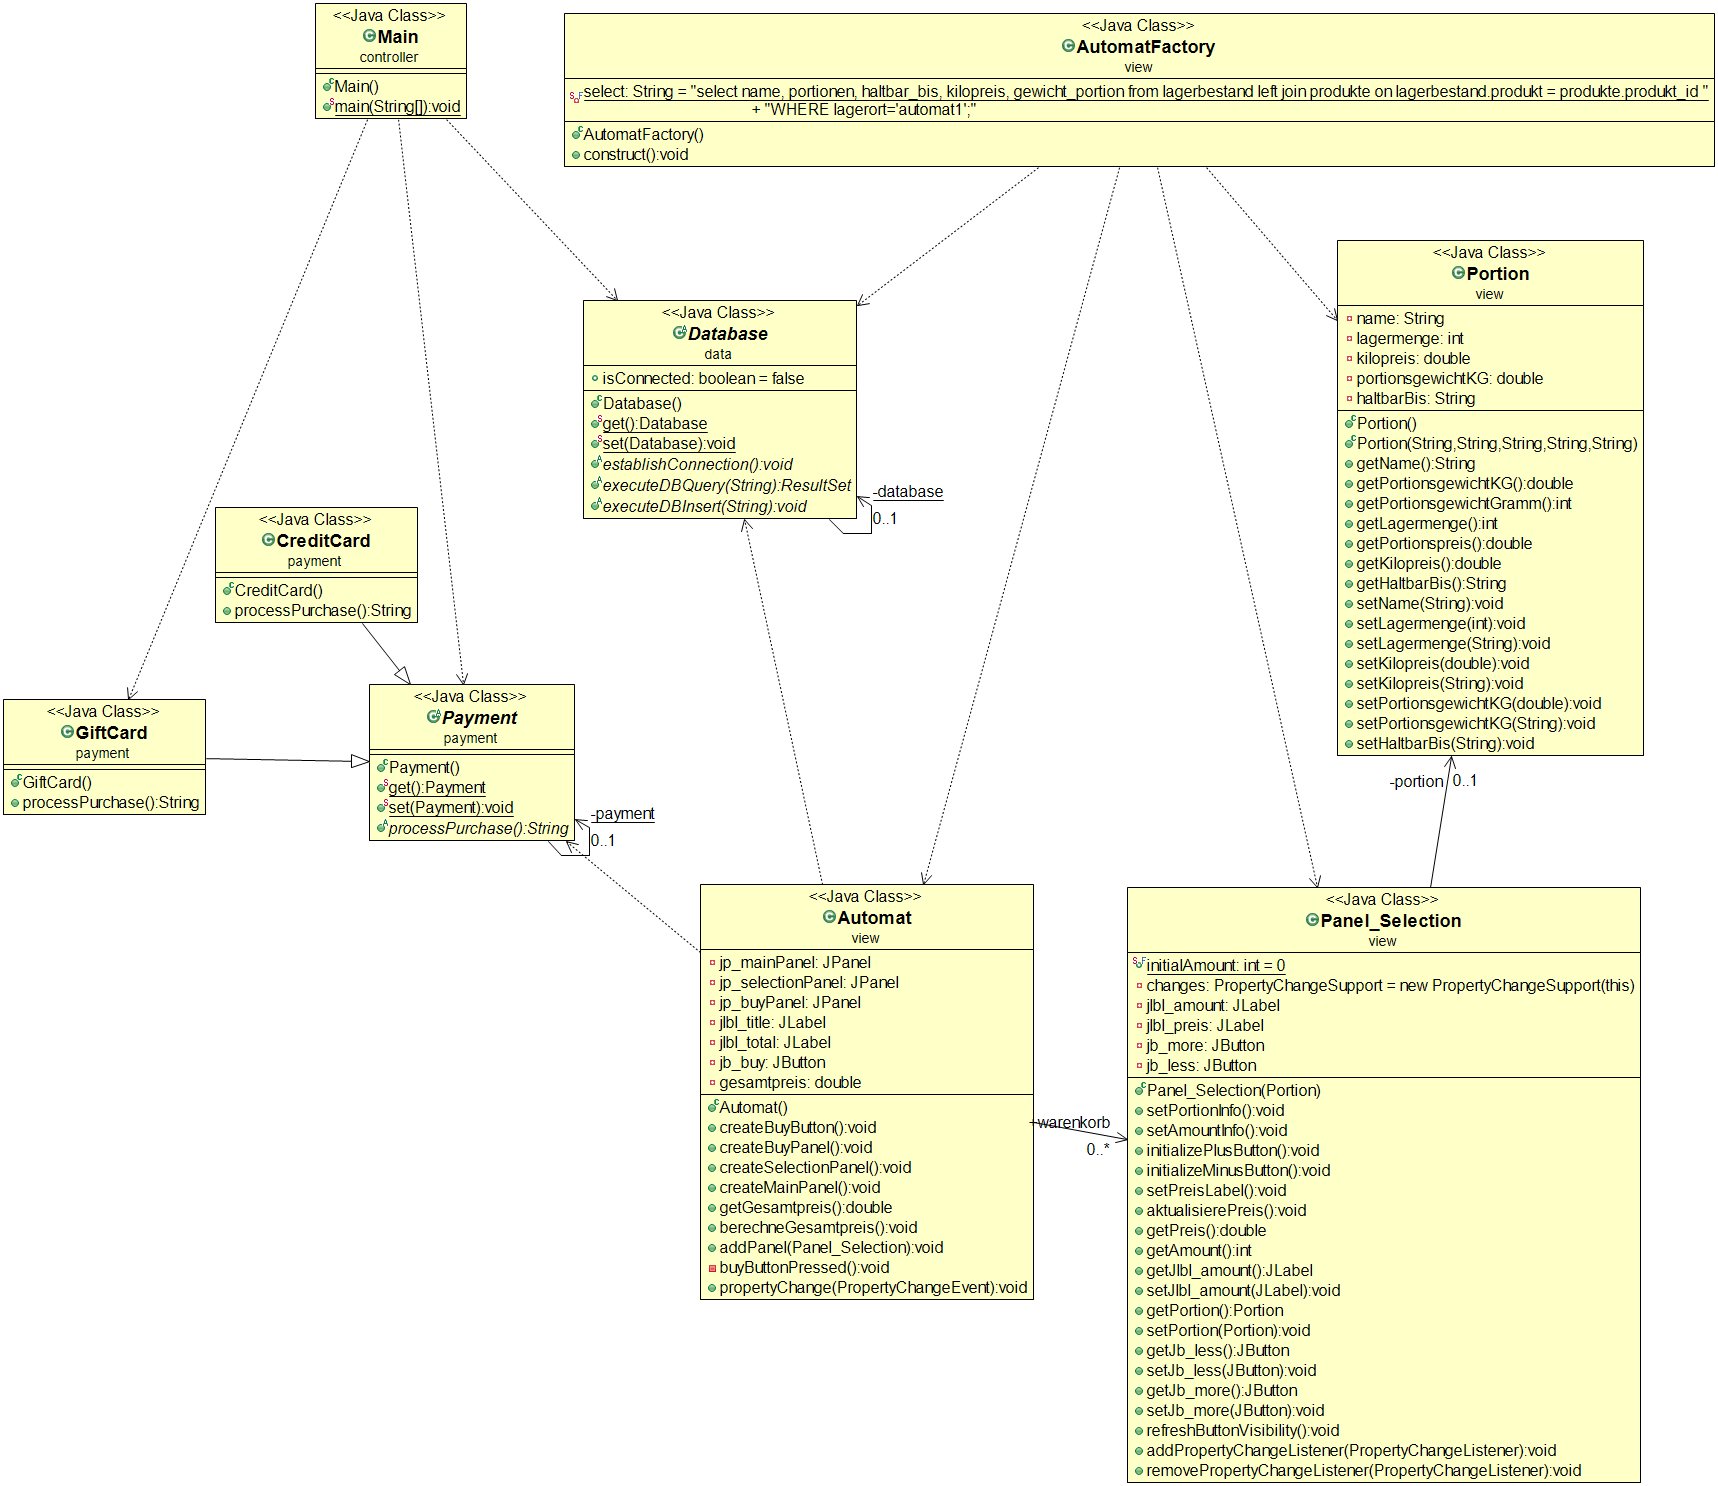 <<Java Class>>
Main
controller
Main()
main(String[]):void
<<Java Class>>
AutomatFactory
view
select: String = "select name, portionen, haltbar_bis, kilopreis, gewicht_portion from lagerbestand left join produkte on lagerbestand.produkt = produkte.produkt_id "
+ "WHERE lagerort='automat1';"
AutomatFactory()
construct():void
<<Java Class>>
Portion
view
name: String
lagermenge: int
kilopreis: double
portionsgewichtKG: double
haltbarBis: String
Portion()
Portion(String,String,String,String,String)
getName():String
getPortionsgewichtKG():double
getPortionsgewichtGramm():int
getLagermenge():int
getPortionspreis():double
getKilopreis():double
getHaltbarBis():String
setName(String):void
setLagermenge(int):void
setLagermenge(String):void
setKilopreis(double):void
setKilopreis(String):void
setPortionsgewichtKG(double):void
setPortionsgewichtKG(String):void
setHaltbarBis(String):void
<<Java Class>>
Database
data
isConnected: boolean = false
Database()
get():Database
set(Database):void
establishConnection():void
executeDBQuery(String):ResultSet
executeDBInsert(String):void
-database
0..1
<<Java Class>>
CreditCard
payment
CreditCard()
processPurchase():String
<<Java Class>>
GiftCard
payment
GiftCard()
processPurchase():String
<<Java Class>>
Payment
payment
Payment()
get():Payment
set(Payment):void
processPurchase():String
-payment
0..1
-portion
0..1
<<Java Class>>
Automat
view
jp_mainPanel: JPanel
jp_selectionPanel: JPanel
jp_buyPanel: JPanel
jlbl_title: JLabel
jlbl_total: JLabel
jb_buy: JButton
gesamtpreis: double
Automat()
createBuyButton():void
createBuyPanel():void
createSelectionPanel():void
createMainPanel():void
getGesamtpreis():double
berechneGesamtpreis():void
addPanel(Panel_Selection):void
buyButtonPressed():void
propertyChange(PropertyChangeEvent):void
+warenkorb
0..*
<<Java Class>>
Panel_Selection
view
initialAmount: int = 0
changes: PropertyChangeSupport = new PropertyChangeSupport(this)
jlbl_amount: JLabel
jlbl_preis: JLabel
jb_more: JButton
jb_less: JButton
Panel_Selection(Portion)
setPortionInfo():void
setAmountInfo():void
initializePlusButton():void
initializeMinusButton():void
setPreisLabel():void
aktualisierePreis():void
getPreis():double
getAmount():int
getJlbl_amount():JLabel
setJlbl_amount(JLabel):void
getPortion():Portion
setPortion(Portion):void
getJb_less():JButton
setJb_less(JButton):void
getJb_more():JButton
setJb_more(JButton):void
refreshButtonVisibility():void
addPropertyChangeListener(PropertyChangeListener):void
removePropertyChangeListener(PropertyChangeListener):void